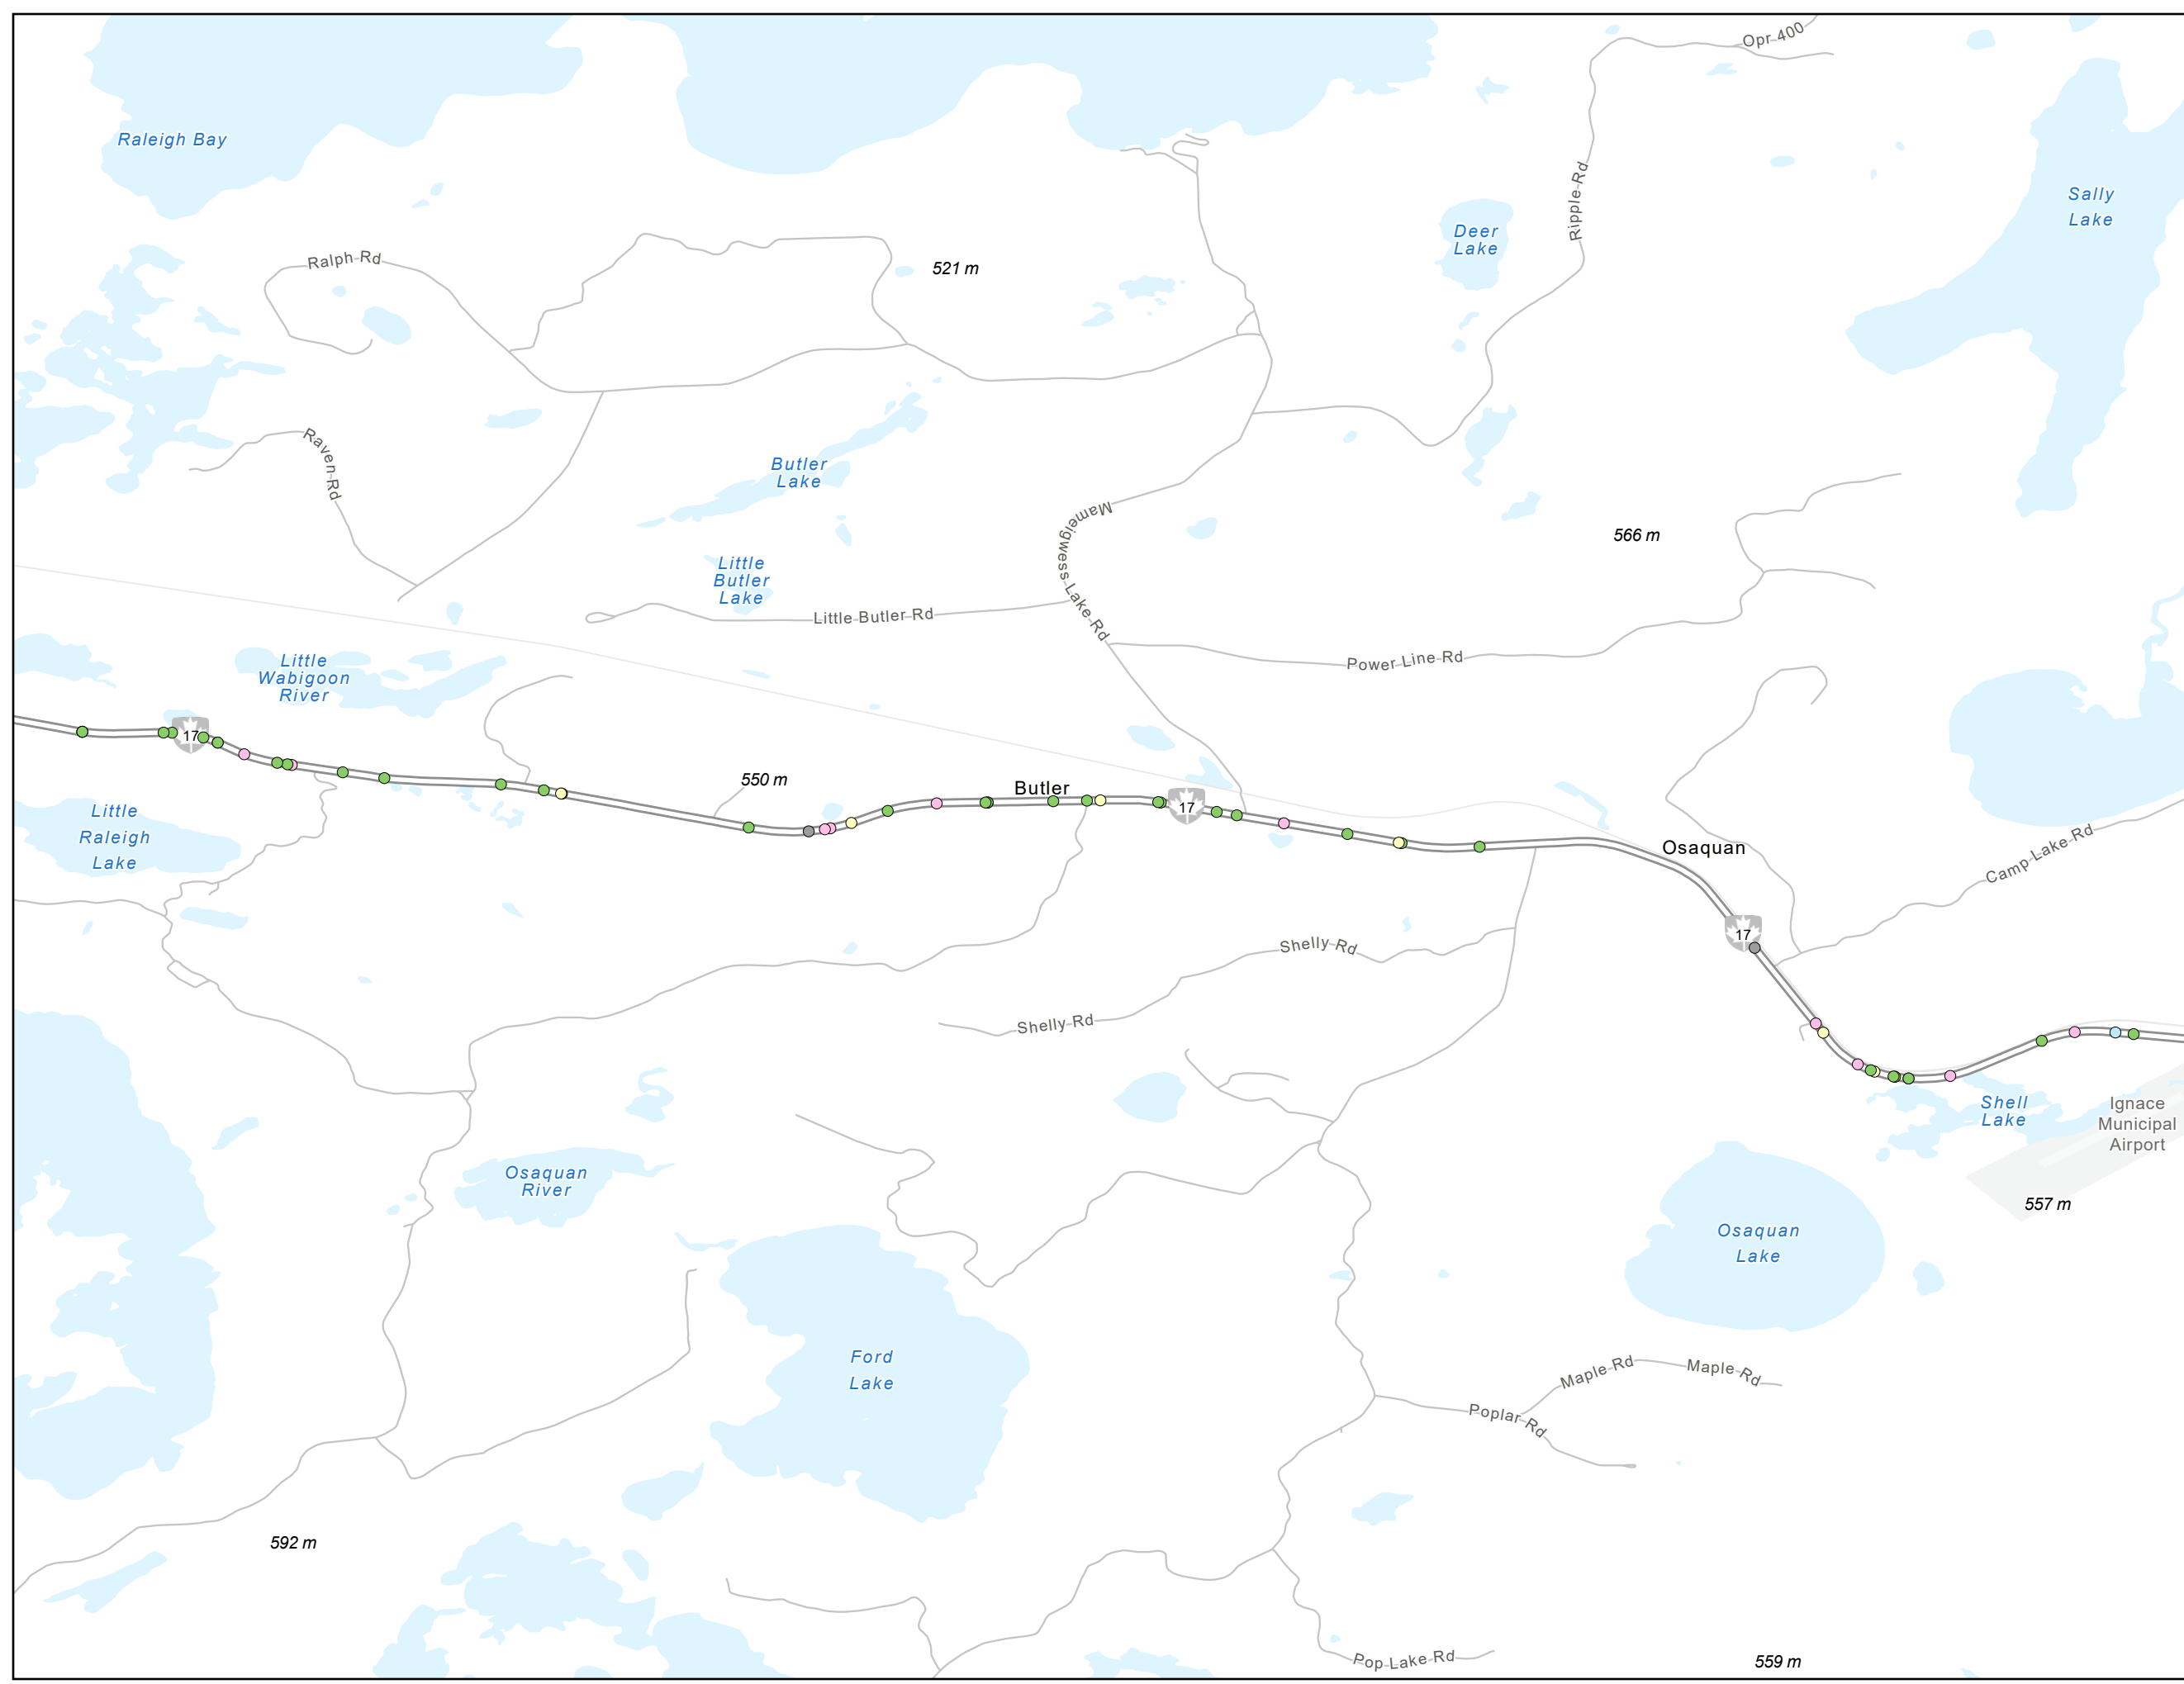 Opr 400
Raleigh Bay
Ripple Rd
Sally
Lake
Deer
Lake
Ralph Rd
521 m
Raven Rd
Butler
Lake
Mameigwess Lake Rd
566 m
Little
Butler
Lake
Little Butler Rd
Little
Wabigoon
River
Power Line Rd
17
550 m
Butler
17
Little
Raleigh
Lake
Osaquan
Camp Lake Rd
17
Shelly Rd
Shelly Rd
Shell
Lake
Ignace
Municipal
Airport
Osaquan
River
557 m
Osaquan
Lake
Ford
Lake
Maple Rd
Maple Rd
Poplar Rd
592 m
Pop Lake Rd
559 m